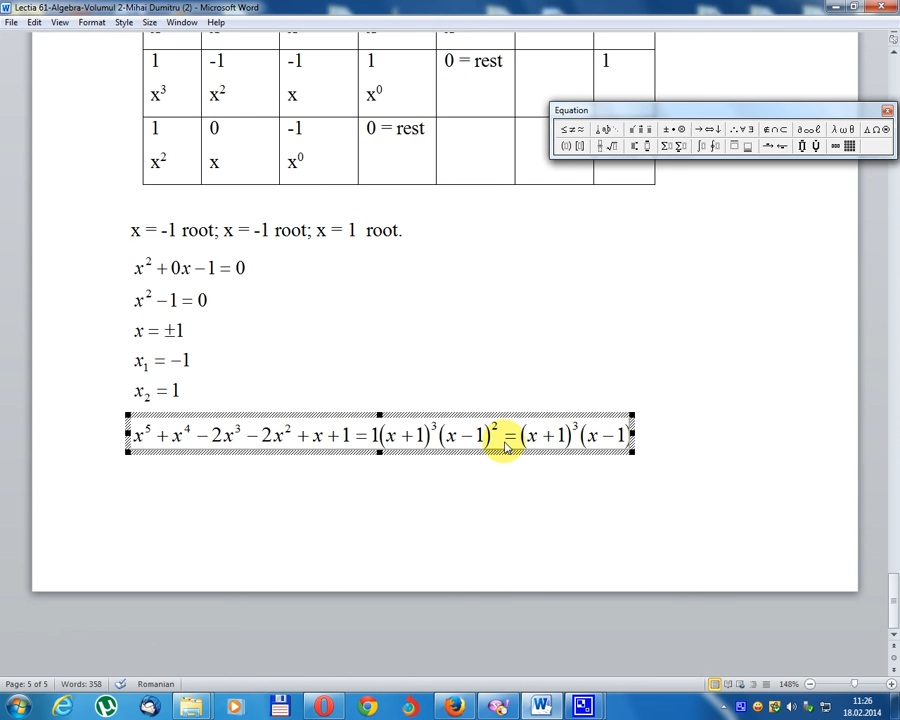 Lectia 61-Algebra-Volumul 2-Mihai Dumitru (2) - Microsoft Word
File Edit View Format Style Size Window Help
1 -1 -1 1 0 = rest 1
x³ x² x x⁰
1 0 -1 0 = rest
x² x x⁰
Equation
x = -1 root; x = -1 root; x = 1 root.
x² + 0x − 1 = 0
x² − 1 = 0
x = ±1
x₁ = −1
x₂ = 1
x⁵ + x⁴ − 2x³ − 2x² + x + 1 = 1(x + 1)³(x − 1)² = (x + 1)³(x − 1)
Page: 5 of 5 Words: 358 Romanian 148%
11:26
18.02.2014